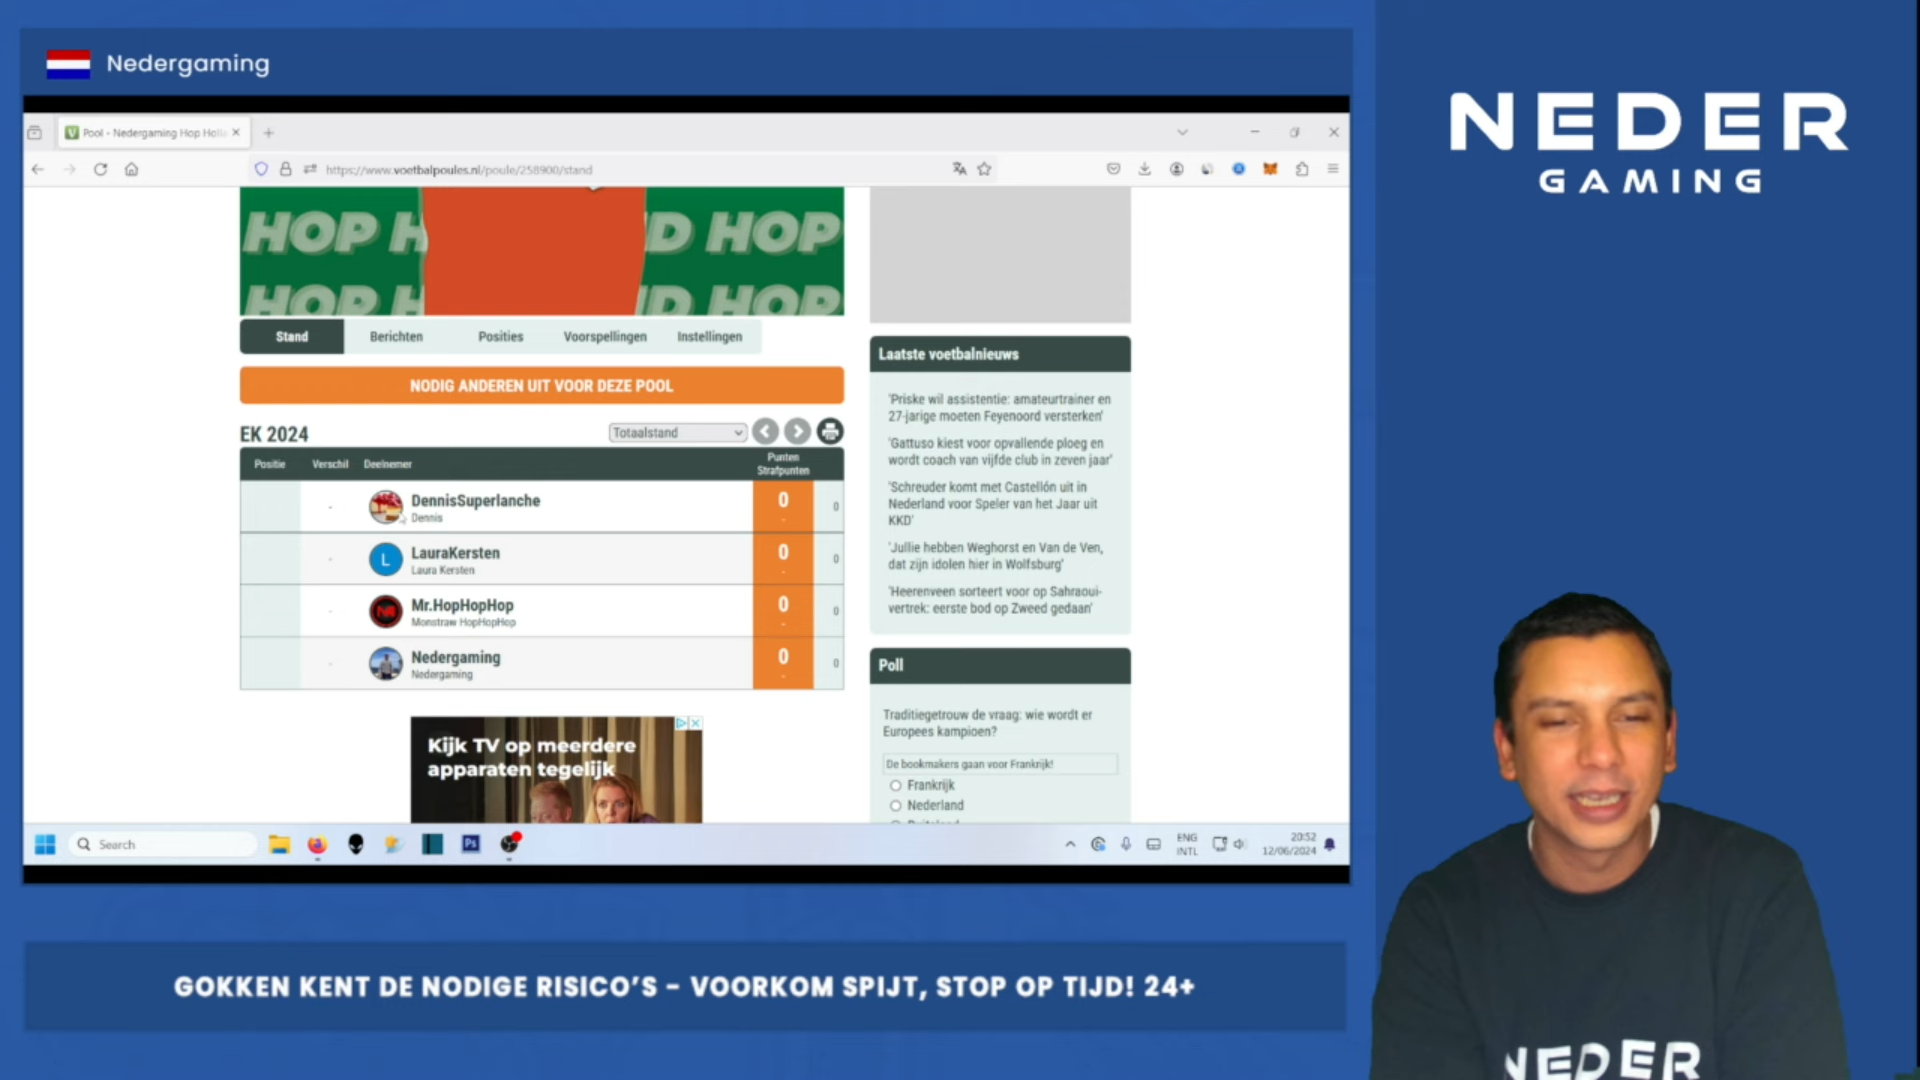 Nedergaming
NEDER
GAMING
Pool - Nedergaming Hop Holla
https://www.voetbalpoules.nl/poule/258900/stand
HOP H
D HOP
HOP H
ND HOP
Stand Berichten Posities Voorspellingen Instellingen
NODIG ANDEREN UIT VOOR DEZE POOL
EK 2024
Totaalstand
Positie Verschil Deelnemer Punten
Strafpunten
- DennisSuperlanche 0 0
Dennis -
- L LauraKersten 0 0
Laura Kersten -
- Mr.HopHopHop 0 0
Monstraw HopHopHop -
- Nedergaming 0 0
Nedergaming -
Kijk TV op meerdere
apparaten tegelijk
Laatste voetbalnieuws
'Priske wil assistentie: amateurtrainer en
27-jarige moeten Feyenoord versterken'
'Gattuso kiest voor opvallende ploeg en
wordt coach van vijfde club in zeven jaar'
'Schreuder komt met Castellón uit in
Nederland voor Speler van het Jaar uit
KKD'
'Jullie hebben Weghorst en Van de Ven,
dat zijn idolen hier in Wolfsburg'
'Heerenveen sorteert voor op Sahraoui-
vertrek: eerste bod op Zweed gedaan'
Poll
Traditiegetrouw de vraag: wie wordt er
Europees kampioen?
De bookmakers gaan voor Frankrijk!
Frankrijk
Nederland
Search
Ps
ENG
INTL
20:52
12/06/2024
GOKKEN KENT DE NODIGE RISICO'S - VOORKOM SPIJT, STOP OP TIJD! 24+
NEDER